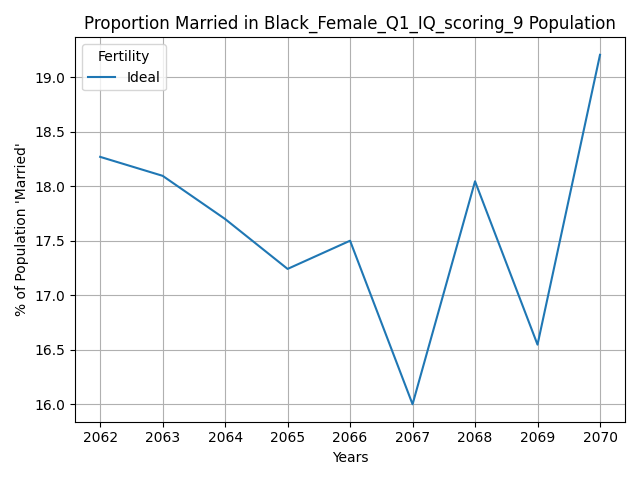 Proportion Married in Black_Female_Q1_IQ_scoring_9 Population
Fertility
Ideal
% of Population 'Married'
19.0
18.5
18.0
17.5
17.0
16.5
16.0
2062 2063 2064 2065 2066 2067 2068 2069 2070
Years